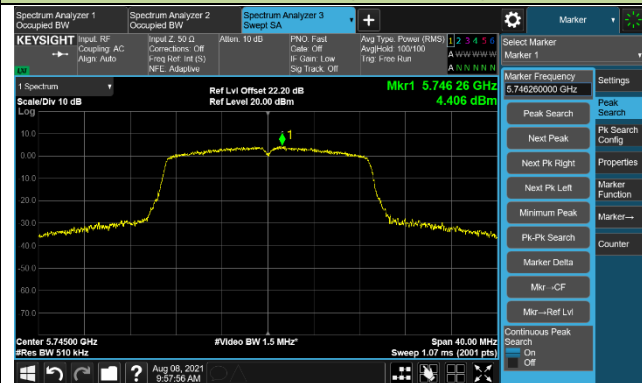 Spectrum Analyzer 1
Occupied BW
Spectrum Analyzer 2
Occupied BW
Spectrum Analyzer 3
Swept SA
Marker
KEYSIGHT
Input: RF
Coupling: AC
Align: Auto
Input Z: 50 Ω
Corrections: Off
Freq Ref: Int (S)
NFE: Adaptive
Atten: 10 dB
PNO: Fast
Gate: Off
IF Gain: Low
Sig Track: Off
Avg Type: Power (RMS)
Avg|Hold: 100/100
Trig: Free Run
1 2 3 4 5 6
A W W W W W
A N N N N N
Select Marker
Marker 1
1 Spectrum
Scale/Div 10 dB
Log
Ref Lvl Offset 22.20 dB
Ref Level 20.00 dBm
Mkr1 5.746 26 GHz
4.406 dBm
1
10.0
0.00
-10.0
-20.0
-30.0
-40.0
-50.0
-60.0
-70.0
Center 5.74500 GHz
#Res BW 510 kHz
#Video BW 1.5 MHz*
Span 40.00 MHz
Sweep 1.07 ms (2001 pts)
Marker Frequency
5.746260000 GHz
Peak Search
Next Peak
Next Pk Right
Next Pk Left
Minimum Peak
Pk-Pk Search
Marker Delta
Mkr→CF
Mkr→Ref Lvl
Continuous Peak
Search
On
Off
Settings
Peak
Search
Pk Search
Config
Properties
Marker
Function
Marker→
Counter
?
Aug 08, 2021
9:57:56 AM